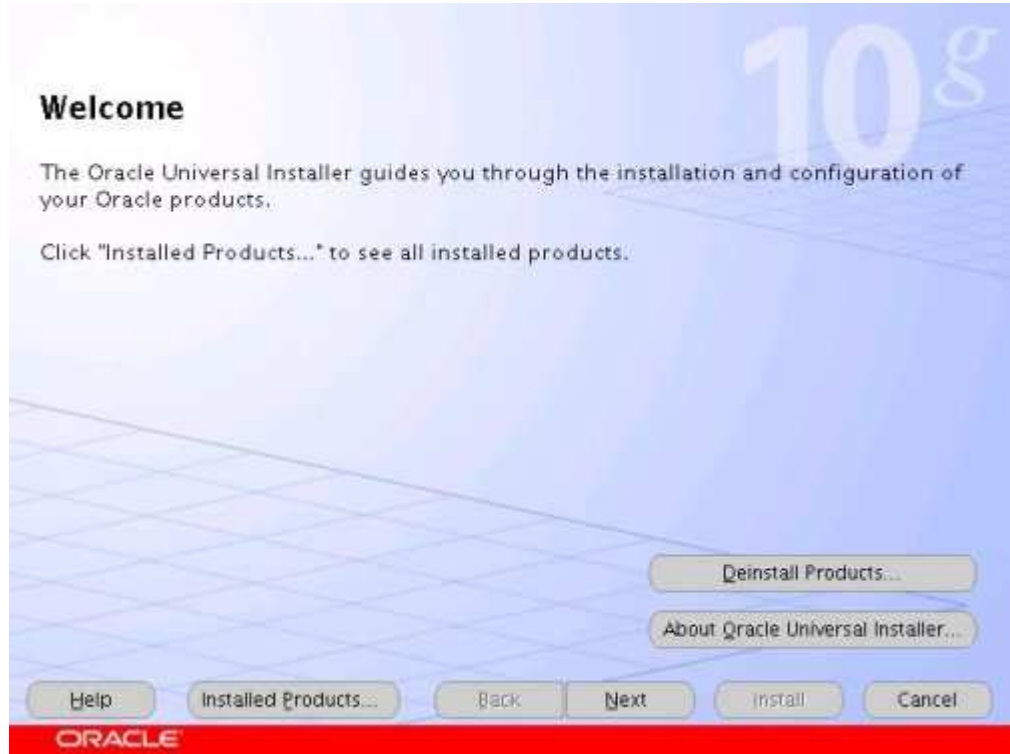 10g
Welcome
The Oracle Universal Installer guides you through the installation and configuration of
your Oracle products.
Click "Installed Products..." to see all installed products.
Deinstall Products...
About Oracle Universal Installer...
Help Installed Products... Back Next Install Cancel
ORACLE